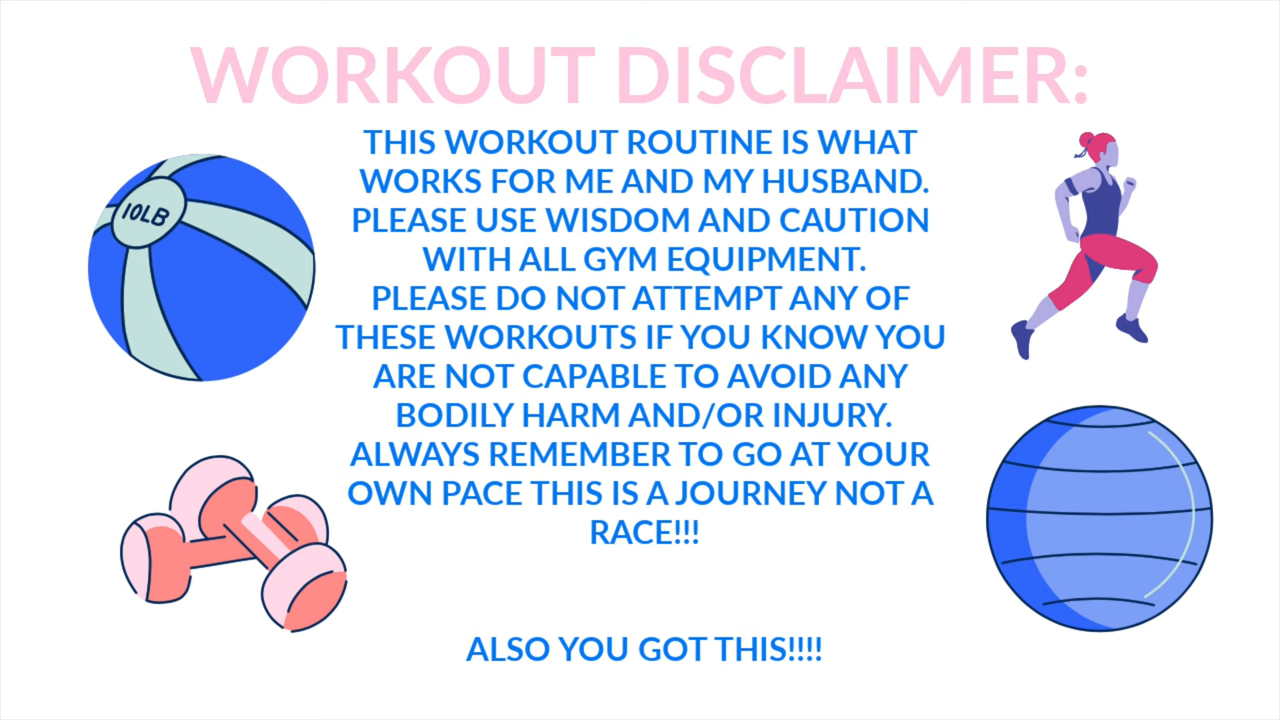 WORKOUT DISCLAIMER:
THIS WORKOUT ROUTINE IS WHAT
WORKS FOR ME AND MY HUSBAND.
PLEASE USE WISDOM AND CAUTION
WITH ALL GYM EQUIPMENT.
PLEASE DO NOT ATTEMPT ANY OF
THESE WORKOUTS IF YOU KNOW YOU
ARE NOT CAPABLE TO AVOID ANY
BODILY HARM AND/OR INJURY.
ALWAYS REMEMBER TO GO AT YOUR
OWN PACE THIS IS A JOURNEY NOT A
RACE!!!
ALSO YOU GOT THIS!!!!
10LB